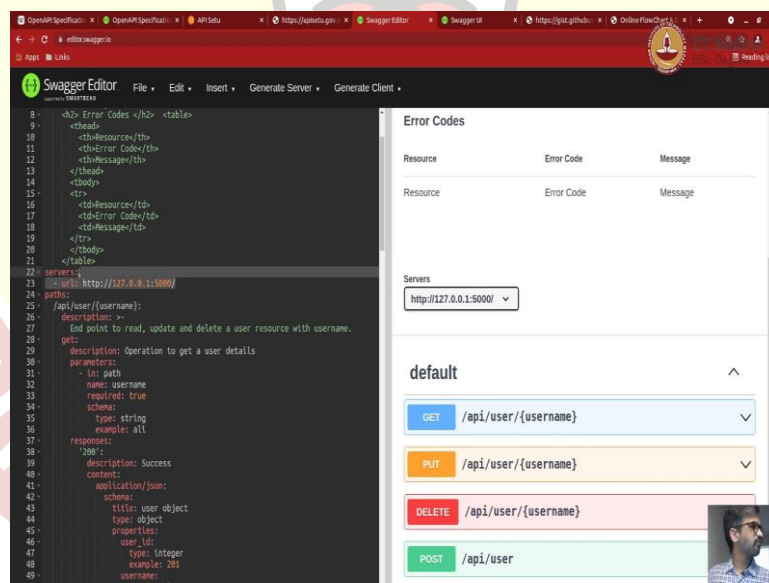 OpenAPI Specificatio
OpenAPI Specificatio
API Setu
https://apisetu.gov.i
Swagger Editor
Swagger UI
https://gist.github
Online FlowChart &
editor.swagger.io
Apps
Links
Reading li
Swagger Editor
SMARTBEAR
File
Edit
Insert
Generate Server
Generate Client
8 <h2> Error Codes </h2> <table>
9 <thead>
10 <th>Resource</th>
11 <th>Error Code</th>
12 <th>Message</th>
13 </thead>
14 <tbody>
15 <tr>
16 <td>Resource</td>
17 <td>Error Code</td>
18 <td>Message</td>
19 </tr>
20 </tbody>
21 </table>
22 servers:
23 - url: http://127.0.0.1:5000/
24 paths:
25 /api/user/{username}:
26 description: >-
27 End point to read, update and delete a user resource with username.
28 get:
29 description: Operation to get a user details
30 parameters:
31 - in: path
32 name: username
33 required: true
34 schema:
35 type: string
36 example: ali
37 responses:
38 '200':
39 description: Success
40 content:
41 application/json:
42 schema:
43 title: user object
44 type: object
45 properties:
46 user_id:
47 type: integer
48 example: 201
49 username:
Error Codes
Resource Error Code Message
Resource Error Code Message
Servers
http://127.0.0.1:5000/
default
GET /api/user/{username}
PUT /api/user/{username}
DELETE /api/user/{username}
POST /api/user